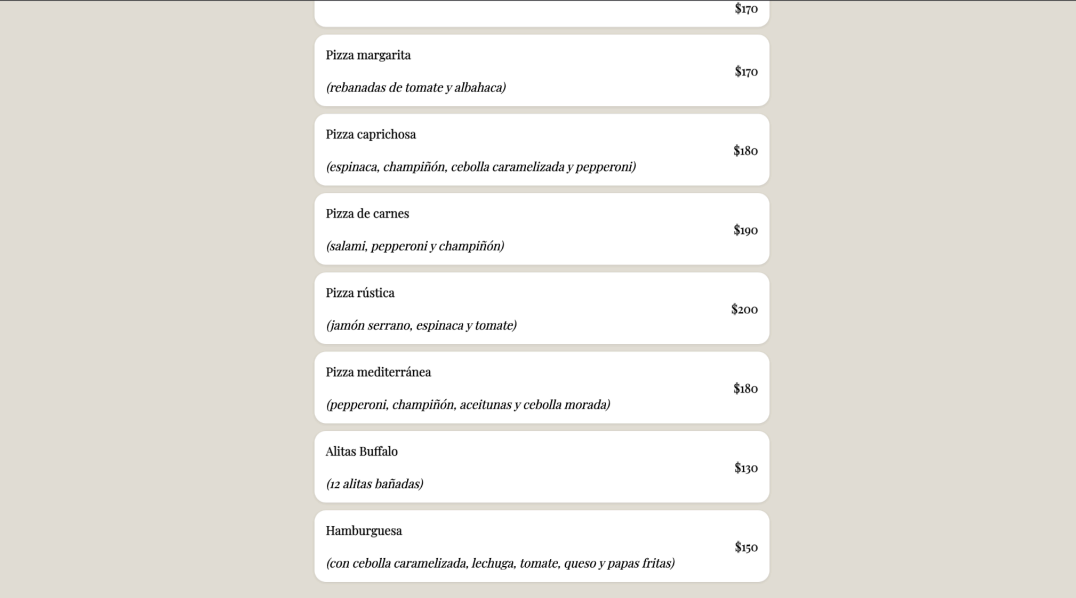 $170
Pizza margarita
(rebanadas de tomate y albahaca)
$170
Pizza caprichosa
(espinaca, champiñón, cebolla caramelizada y pepperoni)
$180
Pizza de carnes
(salami, pepperoni y champiñón)
$190
Pizza rústica
(jamón serrano, espinaca y tomate)
$200
Pizza mediterránea
(pepperoni, champiñón, aceitunas y cebolla morada)
$180
Alitas Buffalo
(12 alitas bañadas)
$130
Hamburguesa
(con cebolla caramelizada, lechuga, tomate, queso y papas fritas)
$150